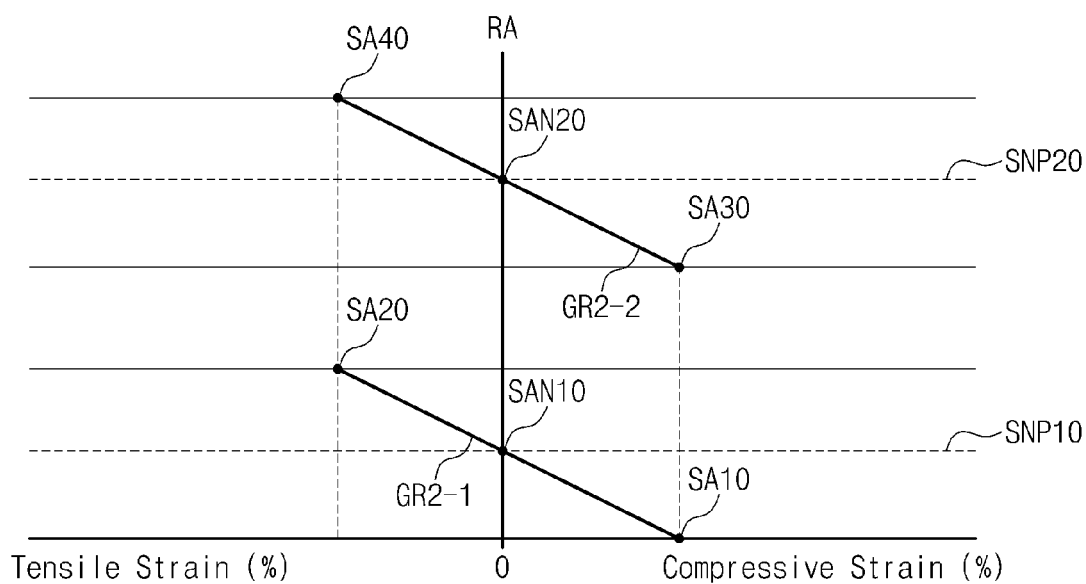 RA
SA40
SAN20
SNP20
SA30
GR2-2
SA20
SAN10
SNP10
GR2-1
SA10
Tensile Strain (%)
0
Compressive Strain (%)